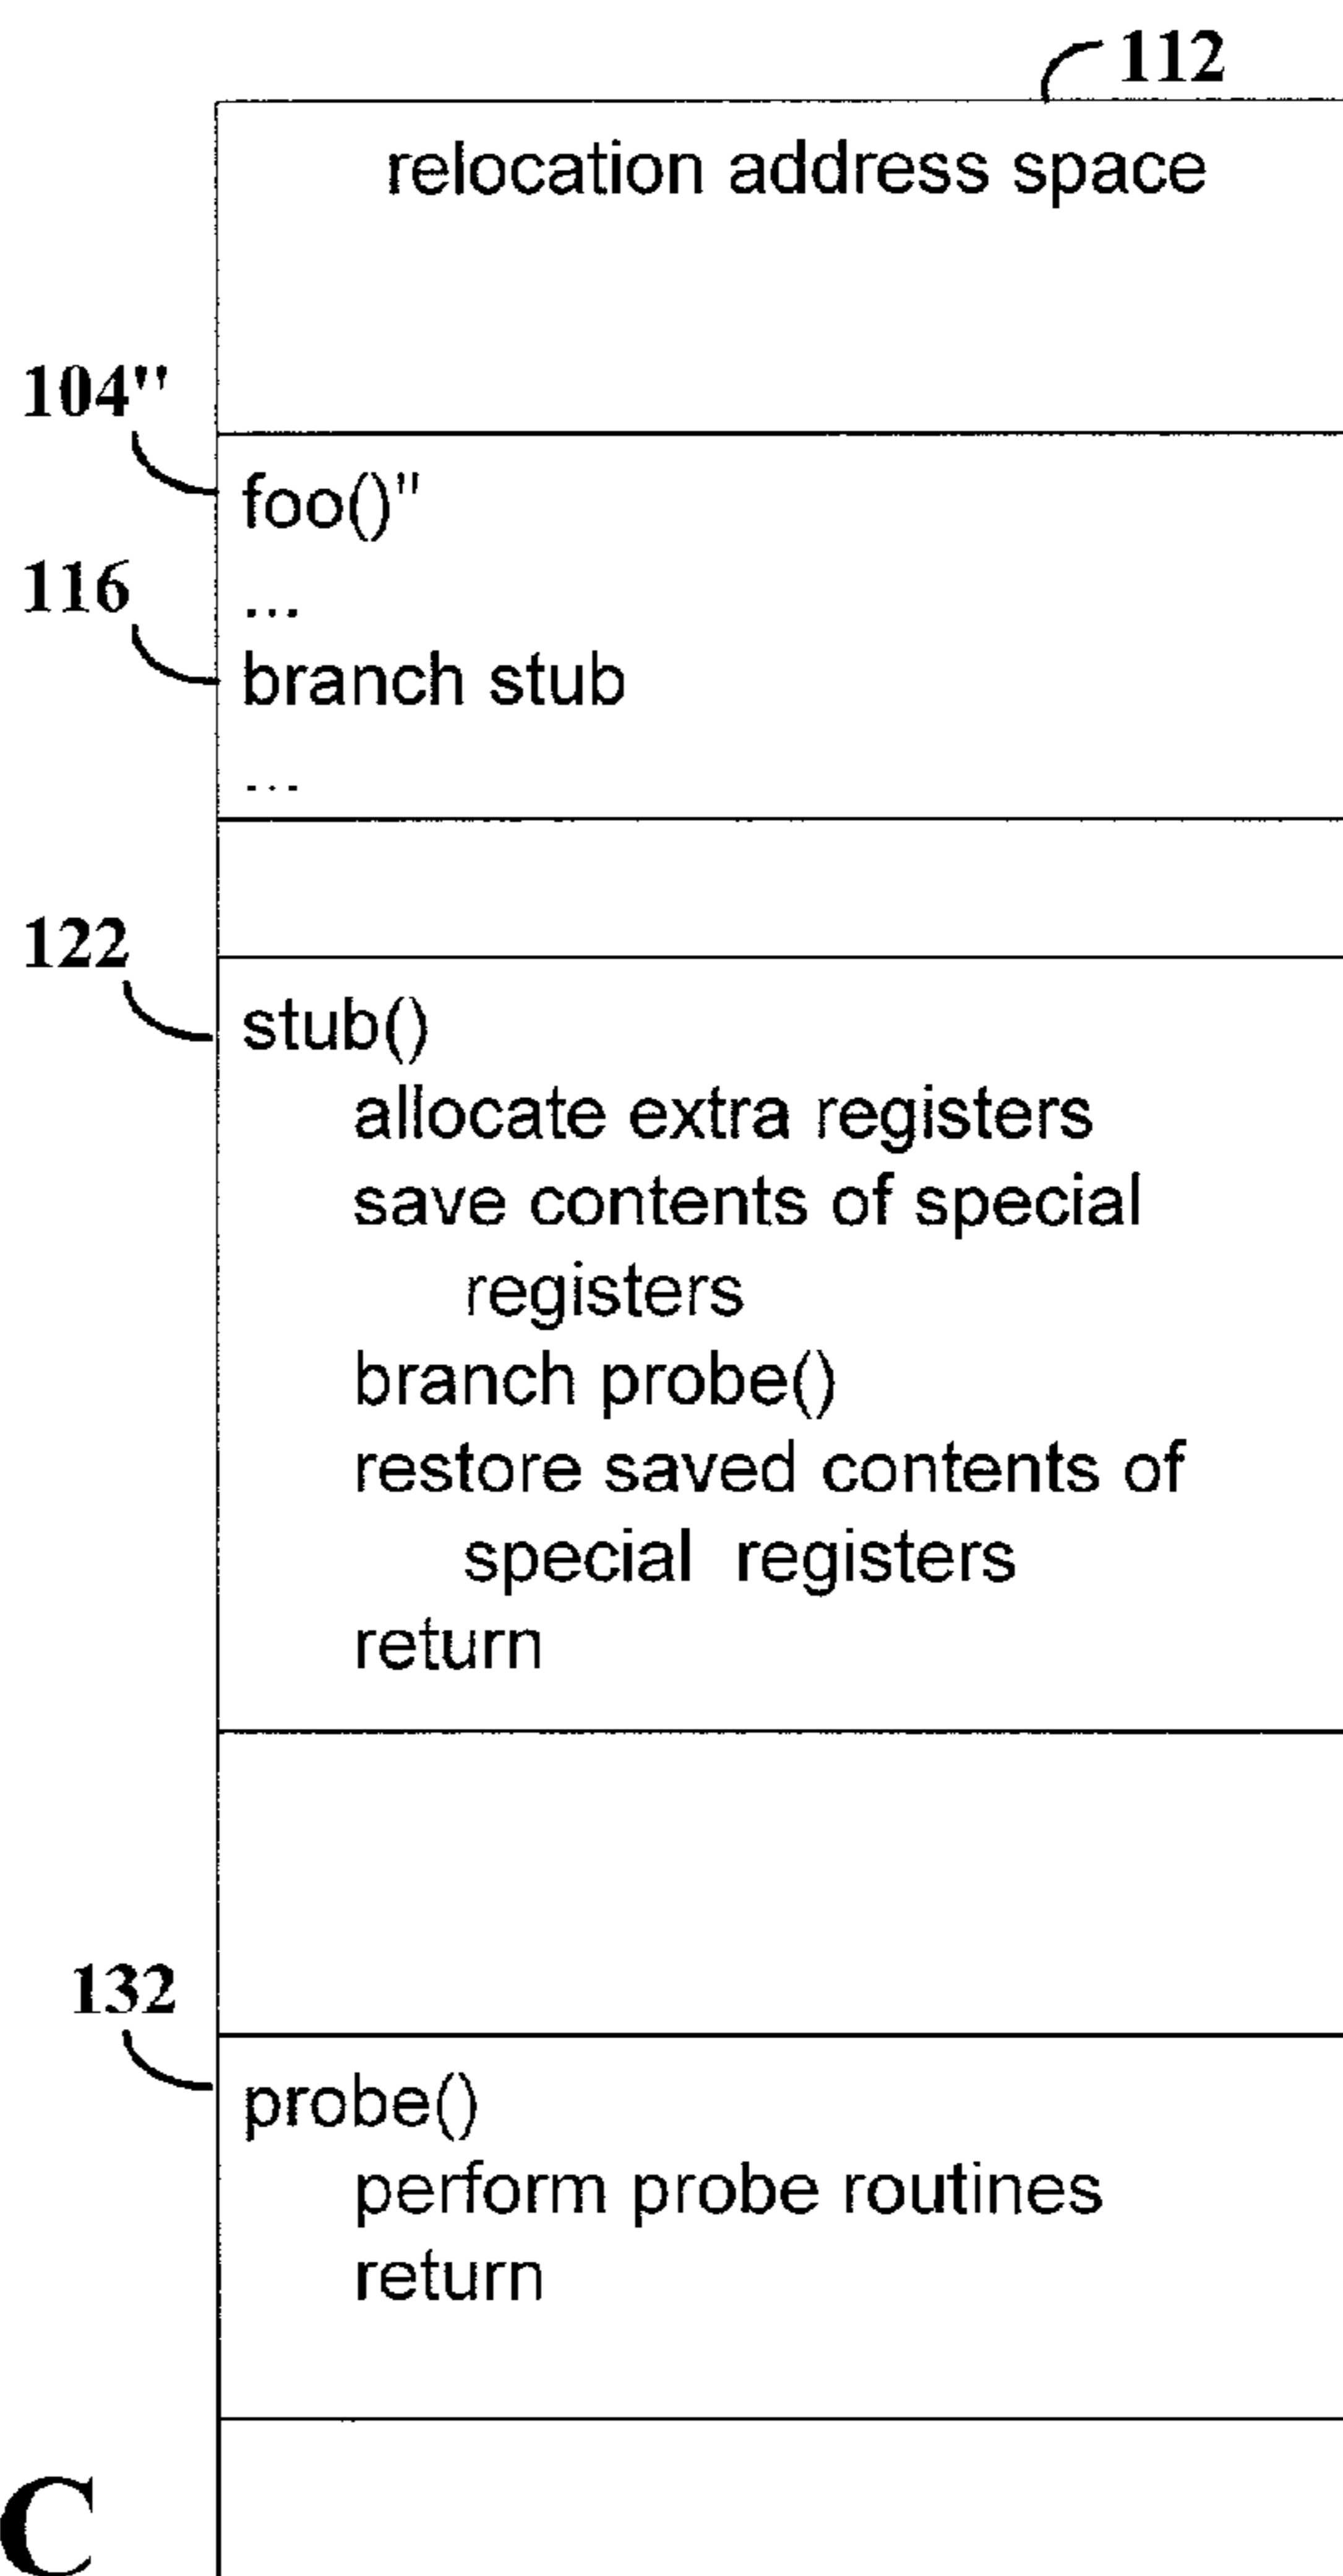 112
relocation address space
104"
foo()"
116
...
branch stub
...
122
stub()
allocate extra registers
save contents of special
registers
branch probe()
restore saved contents of
special registers
return
132
probe()
perform probe routines
return
C